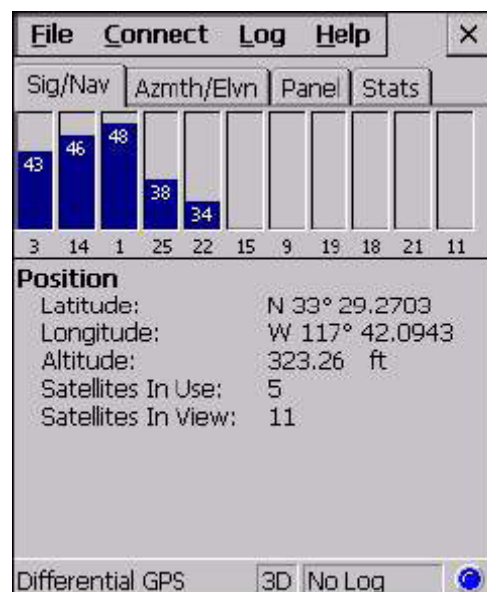 File Connect Log Help ×
Sig/Nav Azmth/Elvn Panel Stats
43 46 48 38 34
3 14 1 25 22 15 9 19 18 21 11
Position
Latitude: N 33° 29.2703
Longitude: W 117° 42.0943
Altitude: 323.26 ft
Satellites In Use: 5
Satellites In View: 11
Differential GPS 3D No Log